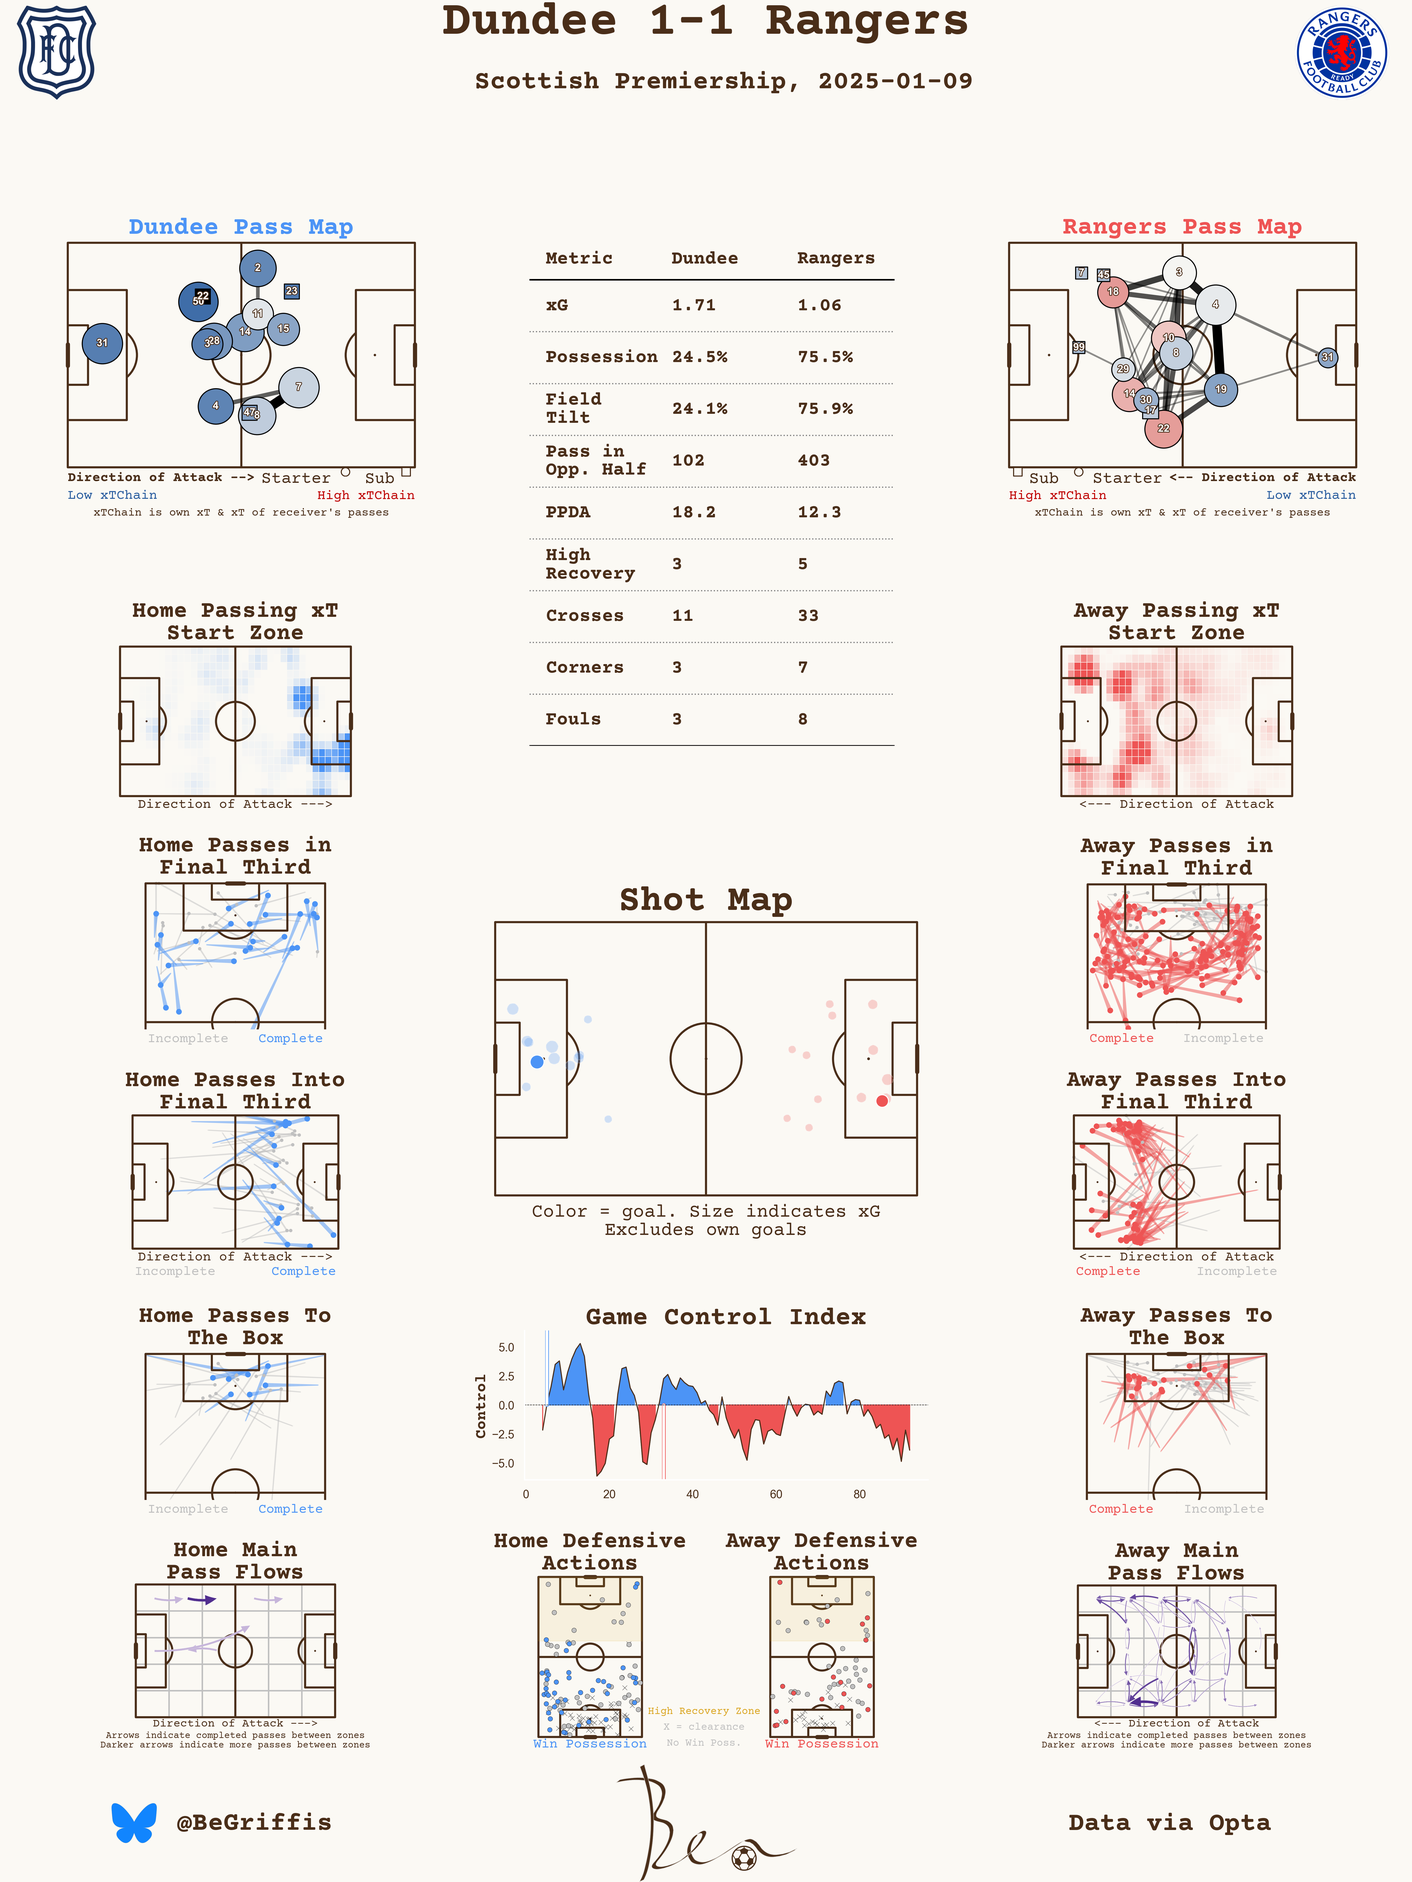 Dundee 1-1 Rangers
Scottish Premiership, 2025-01-09
DFC
RANGERS
READY
FOOTBALL CLUB
Dundee Pass Map
2
22
23
11
14
15
31
3
28
7
4
47
Direction of Attack --> Starter Sub
Low xTChain High xTChain
xTChain is own xT & xT of receiver's passes
Metric Dundee Rangers
xG 1.71 1.06
Possession 24.5% 75.5%
Field
Tilt 24.1% 75.9%
Pass in
Opp. Half 102 403
PPDA 18.2 12.3
High
Recovery 3 5
Crosses 11 33
Corners 3 7
Fouls 3 8
Rangers Pass Map
7
45
3
18
4
10
99
8
31
29
14
30
19
17
22
Sub Starter <-- Direction of Attack
High xTChain Low xTChain
xTChain is own xT & xT of receiver's passes
Home Passing xT
Start Zone
Direction of Attack --->
Away Passing xT
Start Zone
<--- Direction of Attack
Home Passes in
Final Third
Incomplete Complete
Away Passes in
Final Third
Complete Incomplete
Shot Map
Color = goal. Size indicates xG
Excludes own goals
Home Passes Into
Final Third
Direction of Attack --->
Incomplete Complete
Away Passes Into
Final Third
<--- Direction of Attack
Complete Incomplete
Home Passes To
The Box
Incomplete Complete
Game Control Index
Control
5.0
2.5
0.0
−2.5
−5.0
0 20 40 60 80
Away Passes To
The Box
Complete Incomplete
Home Main
Pass Flows
Direction of Attack --->
Arrows indicate completed passes between zones
Darker arrows indicate more passes between zones
Home Defensive
Actions
Win Possession
High Recovery Zone
X = clearance
No Win Poss.
Away Defensive
Actions
Win Possession
Away Main
Pass Flows
<--- Direction of Attack
Arrows indicate completed passes between zones
Darker arrows indicate more passes between zones
@BeGriffis
Ben
Data via Opta